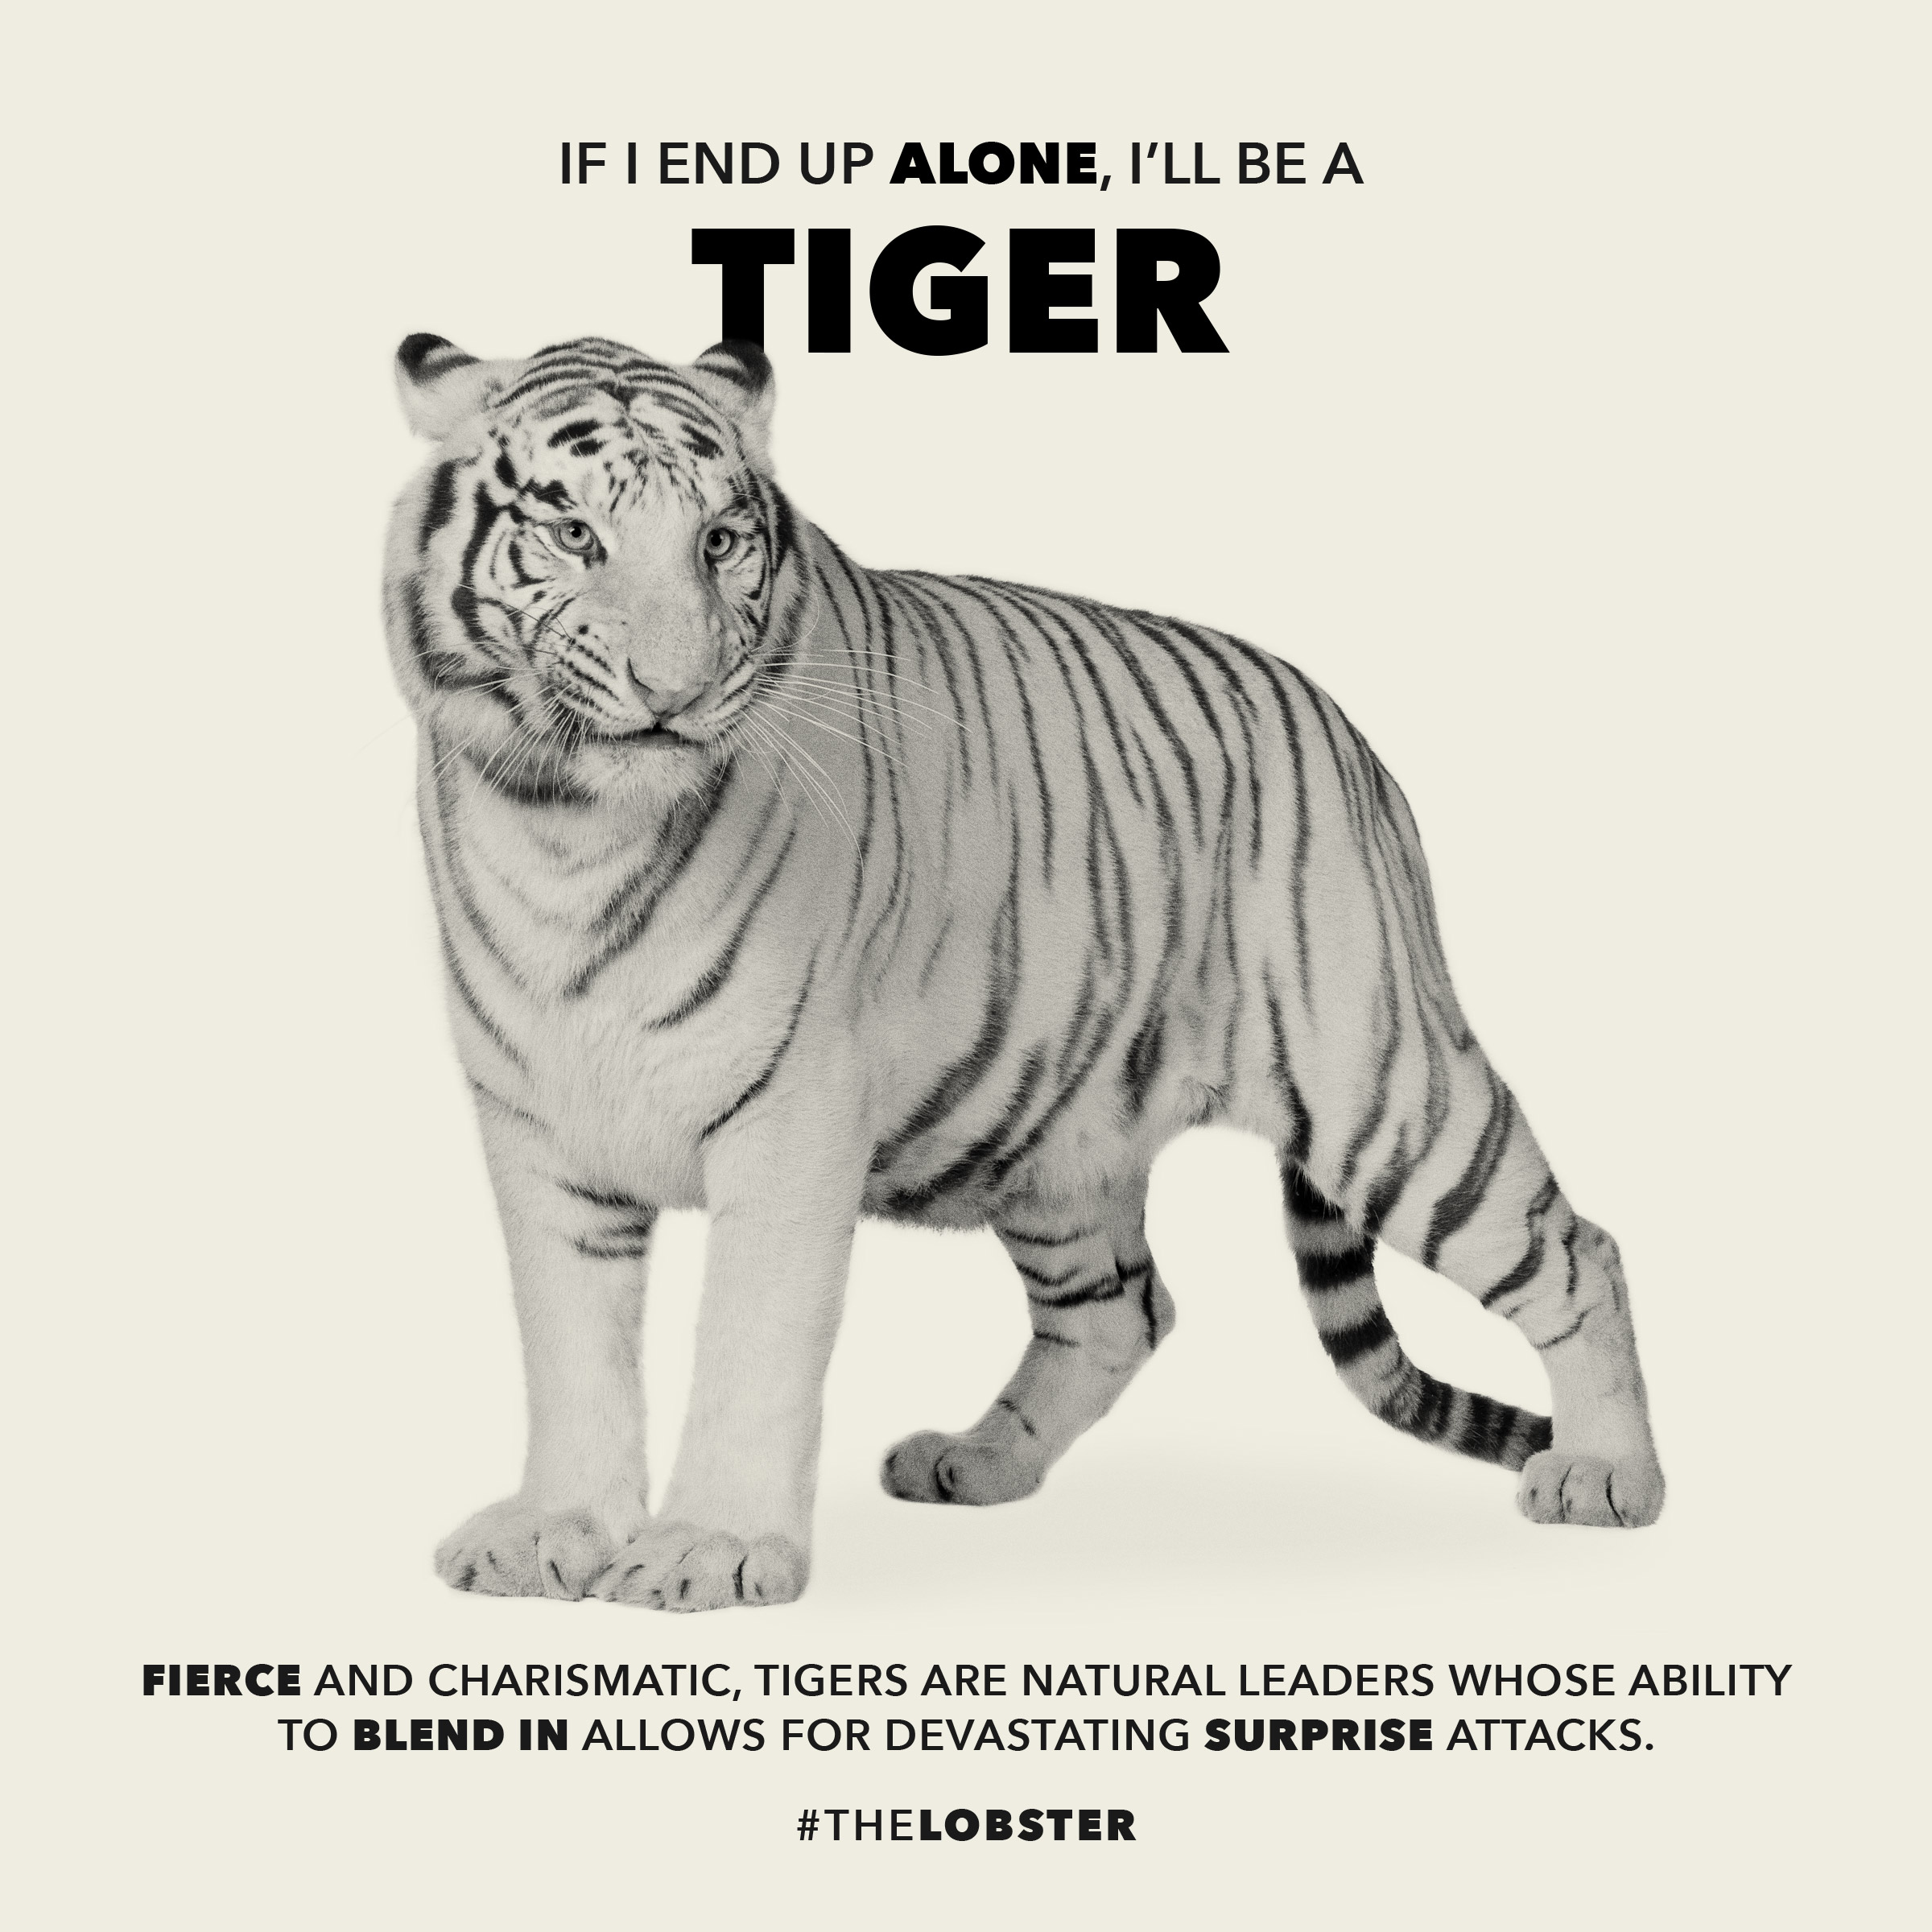 IF I END UP ALONE, I'LL BE A
TIGER
FIERCE AND CHARISMATIC, TIGERS ARE NATURAL LEADERS WHOSE ABILITY
TO BLEND IN ALLOWS FOR DEVASTATING SURPRISE ATTACKS.
#THELOBSTER